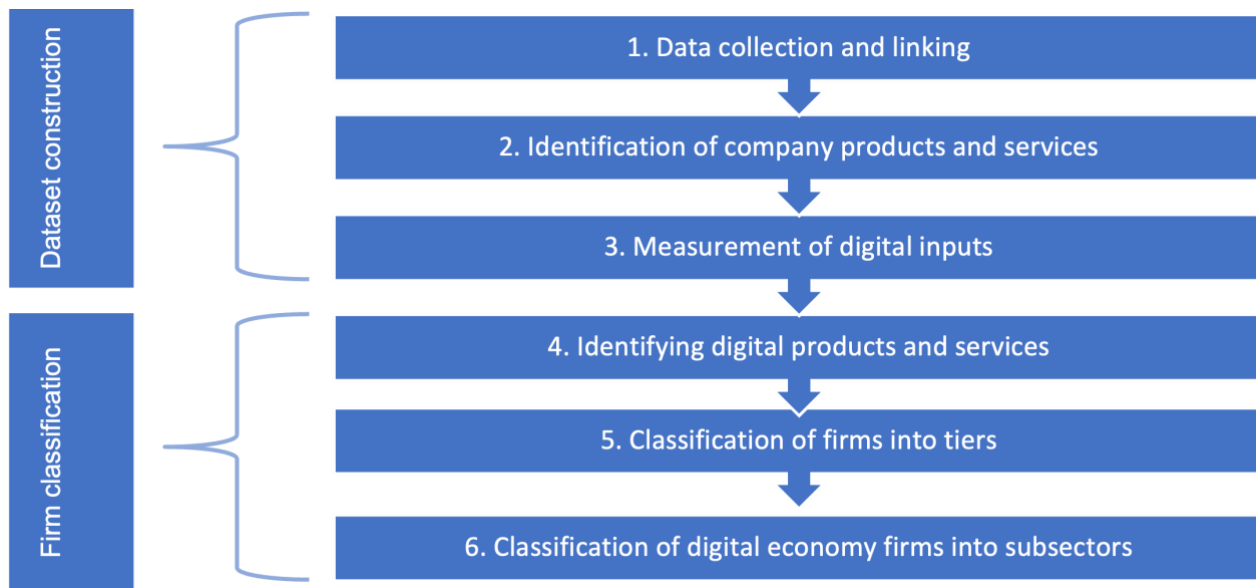 Dataset construction
1. Data collection and linking
2. Identification of company products and services
3. Measurement of digital inputs
Firm classification
4. Identifying digital products and services
5. Classification of firms into tiers
6. Classification of digital economy firms into subsectors